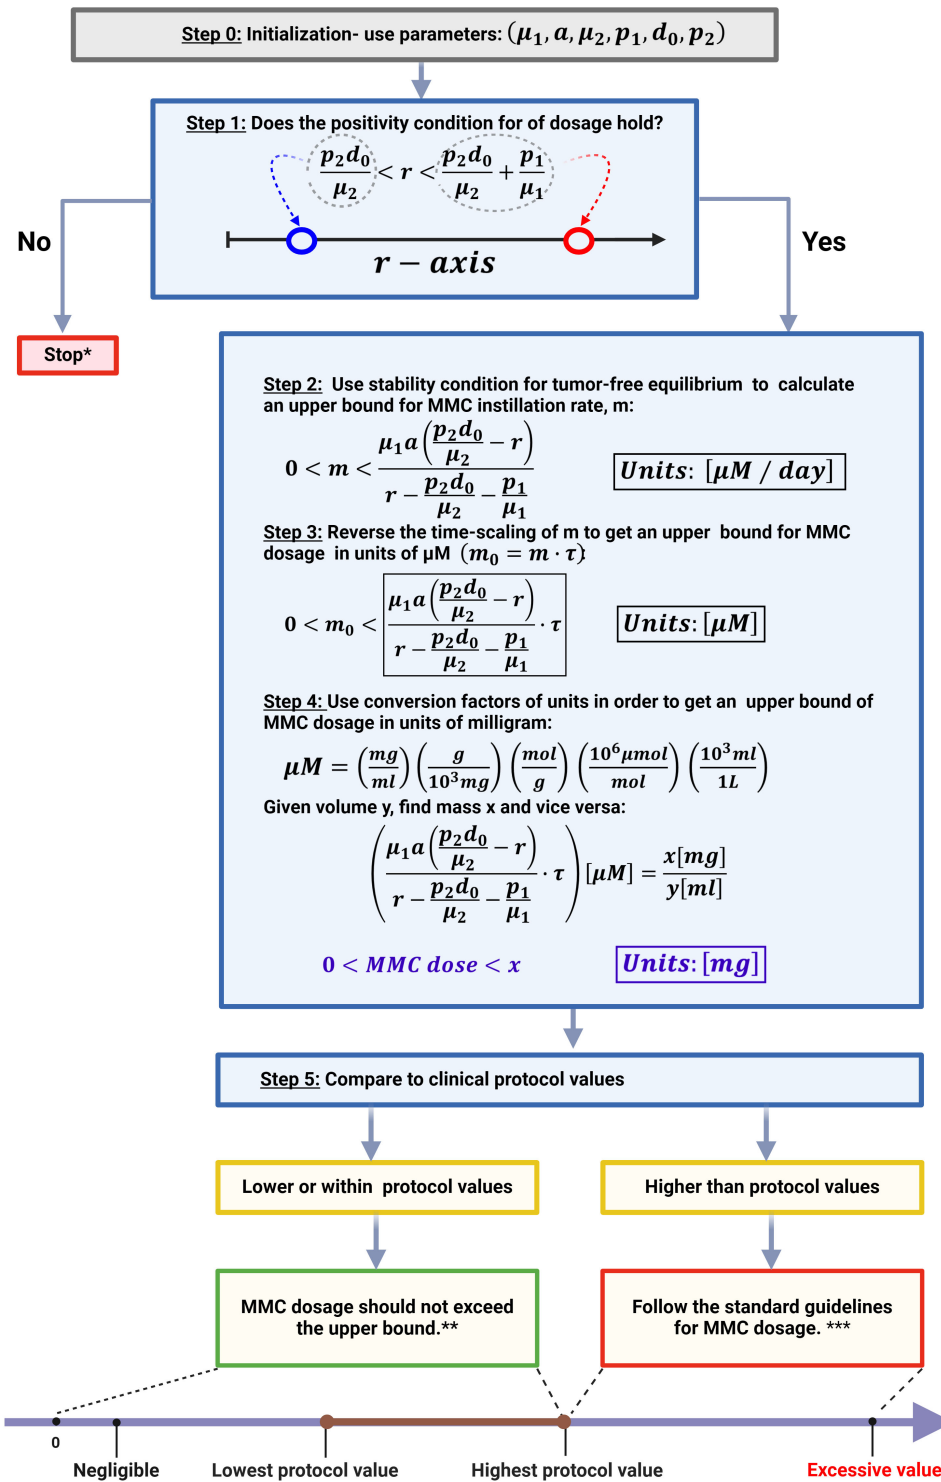 Step 0: Initialization- use parameters: (μ₁, a, μ₂, p₁, d₀, p₂)
Step 1: Does the positivity condition for of dosage hold?
p₂d₀/μ₂ < r < p₂d₀/μ₂ + p₁/μ₁
r − axis
No
Yes
Stop*
Step 2: Use stability condition for tumor-free equilibrium to calculate
an upper bound for MMC instillation rate, m:
0 < m < μ₁a(p₂d₀/μ₂ − r) / (r − p₂d₀/μ₂ − p₁/μ₁)
Units: [μM / day]
Step 3: Reverse the time-scaling of m to get an upper bound for MMC
dosage in units of μM (m₀ = m · τ):
0 < m₀ < μ₁a(p₂d₀/μ₂ − r) / (r − p₂d₀/μ₂ − p₁/μ₁) · τ
Units: [μM]
Step 4: Use conversion factors of units in order to get an upper bound of
MMC dosage in units of milligram:
μM = (mg/ml) (g/10³mg) (mol/g) (10⁶μmol/mol) (10³ml/1L)
Given volume y, find mass x and vice versa:
(μ₁a(p₂d₀/μ₂ − r) / (r − p₂d₀/μ₂ − p₁/μ₁) · τ) [μM] = x[mg]/y[ml]
0 < MMC dose < x
Units: [mg]
Step 5: Compare to clinical protocol values
Lower or within protocol values
Higher than protocol values
MMC dosage should not exceed
the upper bound.**
Follow the standard guidelines
for MMC dosage. ***
0
Negligible
Lowest protocol value
Highest protocol value
Excessive value